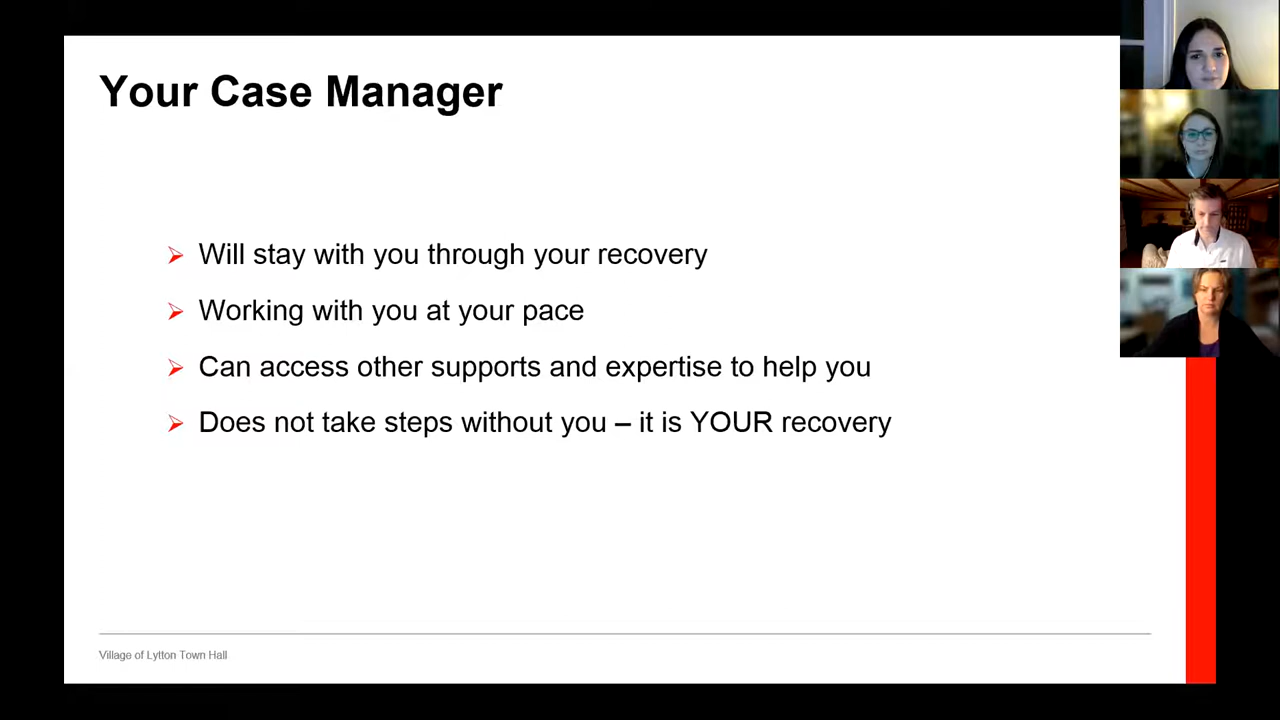 Your Case Manager
Will stay with you through your recovery
Working with you at your pace
Can access other supports and expertise to help you
Does not take steps without you – it is YOUR recovery
Village of Lytton Town Hall